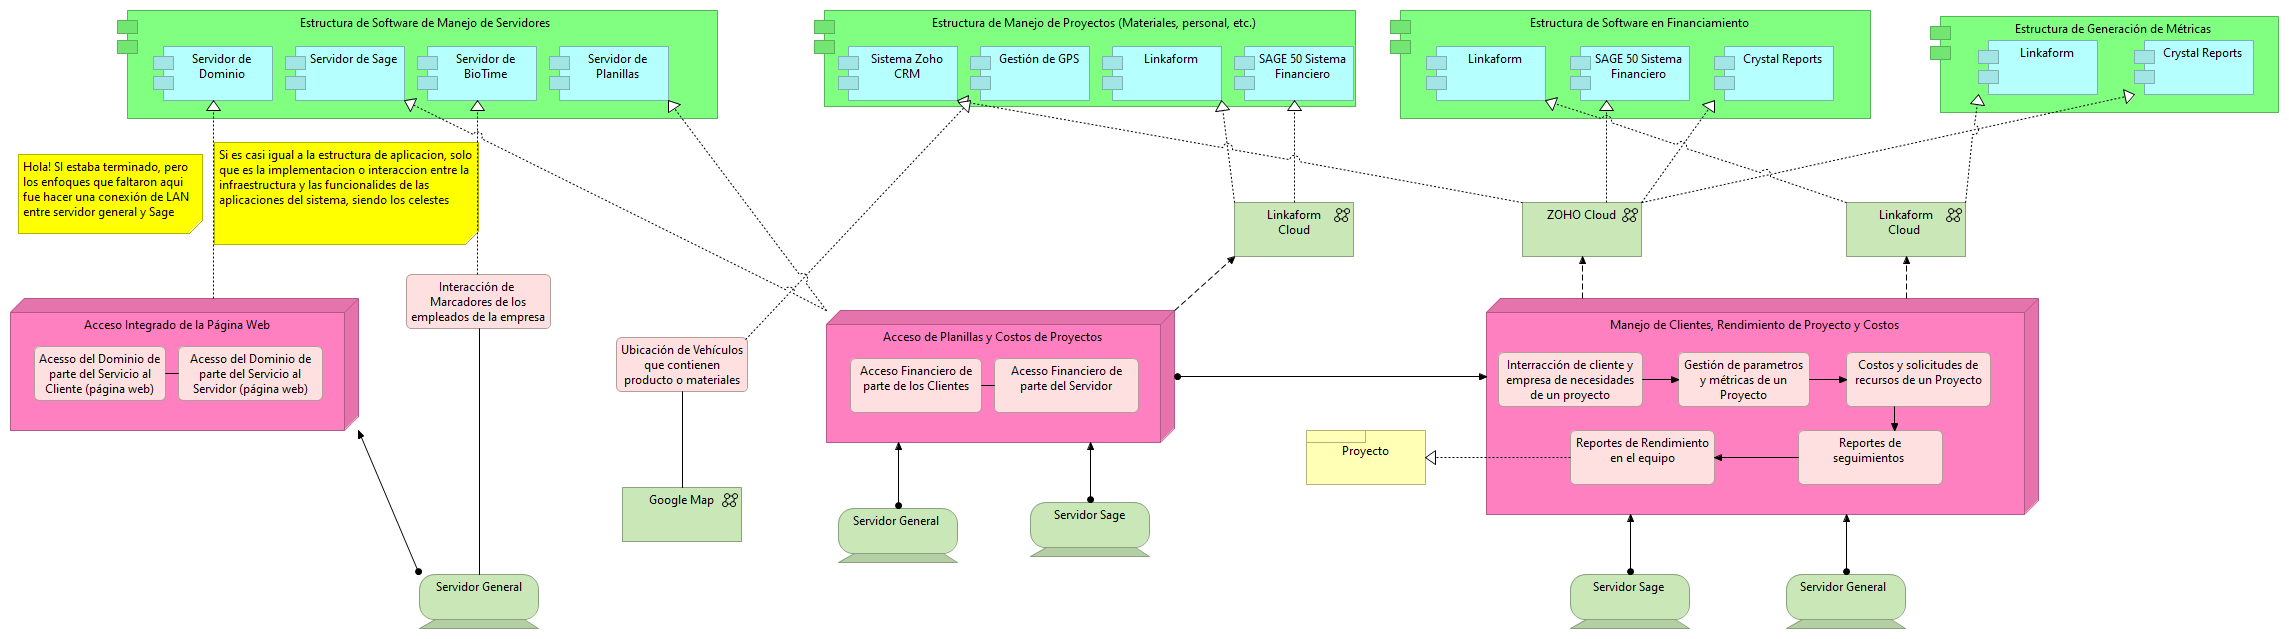 Estructura de Software de Manejo de Servidores
Servidor de
Dominio
Servidor de Sage
Servidor de
BioTime
Servidor de
Planillas
Estructura de Manejo de Proyectos (Materiales, personal, etc.)
Sistema Zoho
CRM
Gestión de GPS
Linkaform
SAGE 50 Sistema
Financiero
Estructura de Software en Financiamiento
Linkaform
SAGE 50 Sistema
Financiero
Crystal Reports
Estructura de Generación de Métricas
Linkaform
Crystal Reports
Hola! SI estaba terminado, pero
los enfoques que faltaron aqui
fue hacer una conexión de LAN
entre servidor general y Sage
Si es casi igual a la estructura de aplicacion, solo
que es la implementacion o interaccion entre la
infraestructura y las funcionalides de las
aplicaciones del sistema, siendo los celestes
Linkaform
Cloud
ZOHO Cloud
Linkaform
Cloud
Interacción de
Marcadores de los
empleados de la empresa
Acceso Integrado de la Página Web
Acesso del Dominio de
parte del Servicio al
Cliente (página web)
Acesso del Dominio de
parte del Servicio al
Servidor (página web)
Ubicación de Vehículos
que contienen
producto o materiales
Acceso de Planillas y Costos de Proyectos
Acceso Financiero de
parte de los Clientes
Acesso Financiero de
parte del Servidor
Manejo de Clientes, Rendimiento de Proyecto y Costos
Interracción de cliente y
empresa de necesidades
de un proyecto
Gestión de parametros
y métricas de un
Proyecto
Costos y solicitudes de
recursos de un Proyecto
Reportes de Rendimiento
en el equipo
Reportes de
seguimientos
Proyecto
Google Map
Servidor General
Servidor Sage
Servidor General
Servidor Sage
Servidor General